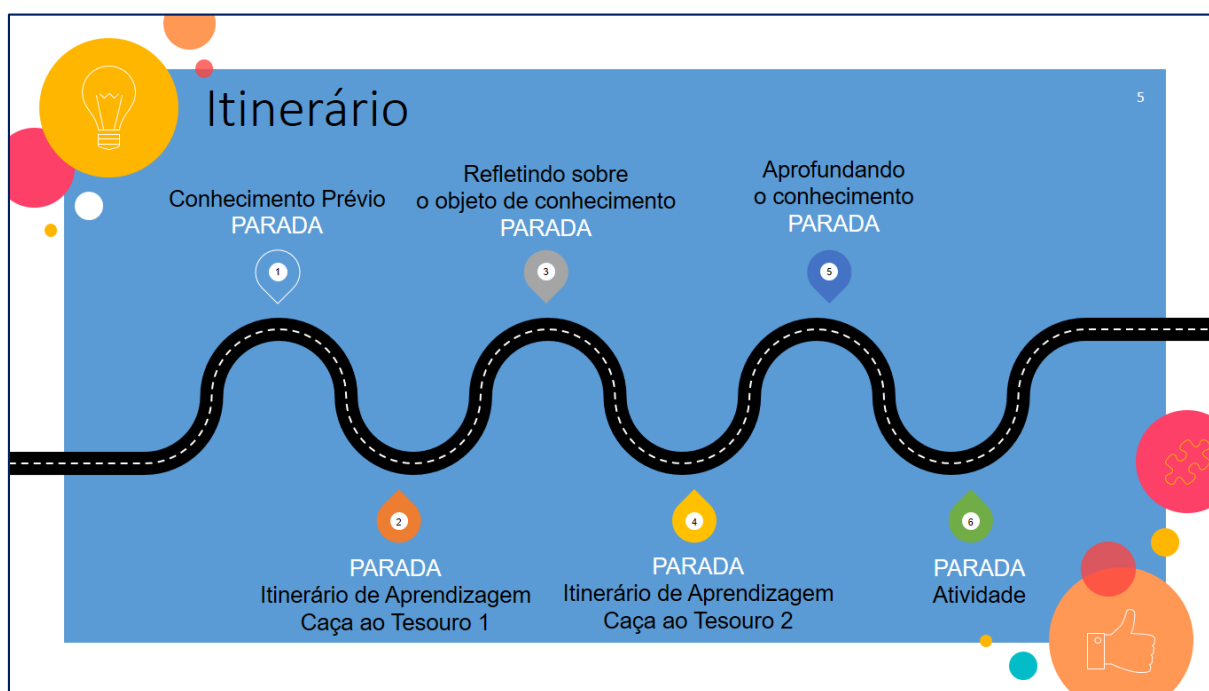 Itinerário
5
Conhecimento Prévio
PARADA
1
Refletindo sobre
o objeto de conhecimento
PARADA
3
Aprofundando
o conhecimento
PARADA
5
2
PARADA
Itinerário de Aprendizagem
Caça ao Tesouro 1
4
PARADA
Itinerário de Aprendizagem
Caça ao Tesouro 2
6
PARADA
Atividade